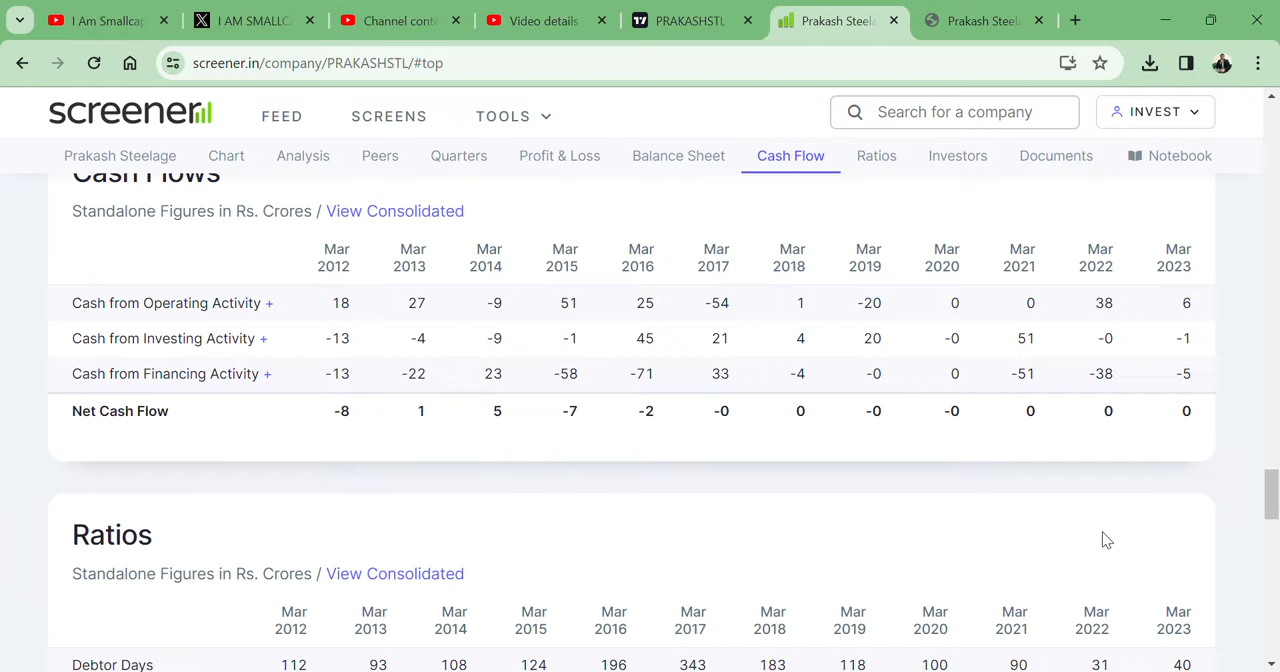 I Am Smallcap
I AM SMALLC
Channel conte
Video details
PRAKASHSTL
Prakash Steela
Prakash Steel
screener.in/company/PRAKASHSTL/#top
screener
FEED
SCREENS
TOOLS
Search for a company
INVEST
Prakash Steelage
Chart
Analysis
Peers
Quarters
Profit & Loss
Balance Sheet
Cash Flow
Ratios
Investors
Documents
Notebook
Cash Flows
Standalone Figures in Rs. Crores / View Consolidated
Mar 2012 Mar 2013 Mar 2014 Mar 2015 Mar 2016 Mar 2017 Mar 2018 Mar 2019 Mar 2020 Mar 2021 Mar 2022 Mar 2023
Cash from Operating Activity + 18 27 -9 51 25 -54 1 -20 0 0 38 6
Cash from Investing Activity + -13 -4 -9 -1 45 21 4 20 -0 51 -0 -1
Cash from Financing Activity + -13 -22 23 -58 -71 33 -4 -0 0 -51 -38 -5
Net Cash Flow -8 1 5 -7 -2 -0 0 -0 -0 0 0 0
Ratios
Standalone Figures in Rs. Crores / View Consolidated
Mar 2012 Mar 2013 Mar 2014 Mar 2015 Mar 2016 Mar 2017 Mar 2018 Mar 2019 Mar 2020 Mar 2021 Mar 2022 Mar 2023
Debtor Days 112 93 108 124 196 343 183 118 100 90 31 40